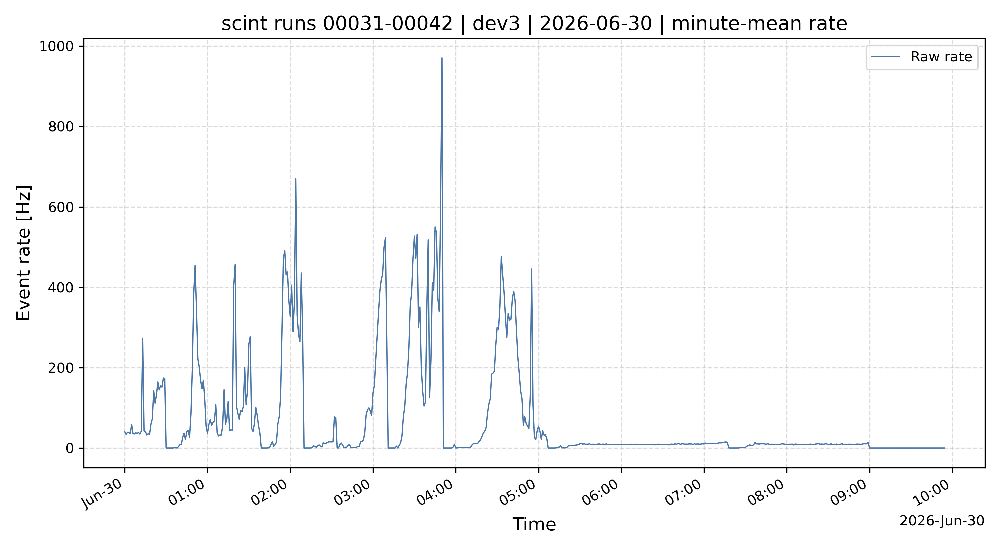 scint runs 00031-00042 | dev3 | 2026-06-30 | minute-mean rate
Raw rate
Event rate [Hz]
1000
800
600
400
200
0
Jun-30
01:00
02:00
03:00
04:00
05:00
06:00
07:00
08:00
09:00
10:00
2026-Jun-30
Time